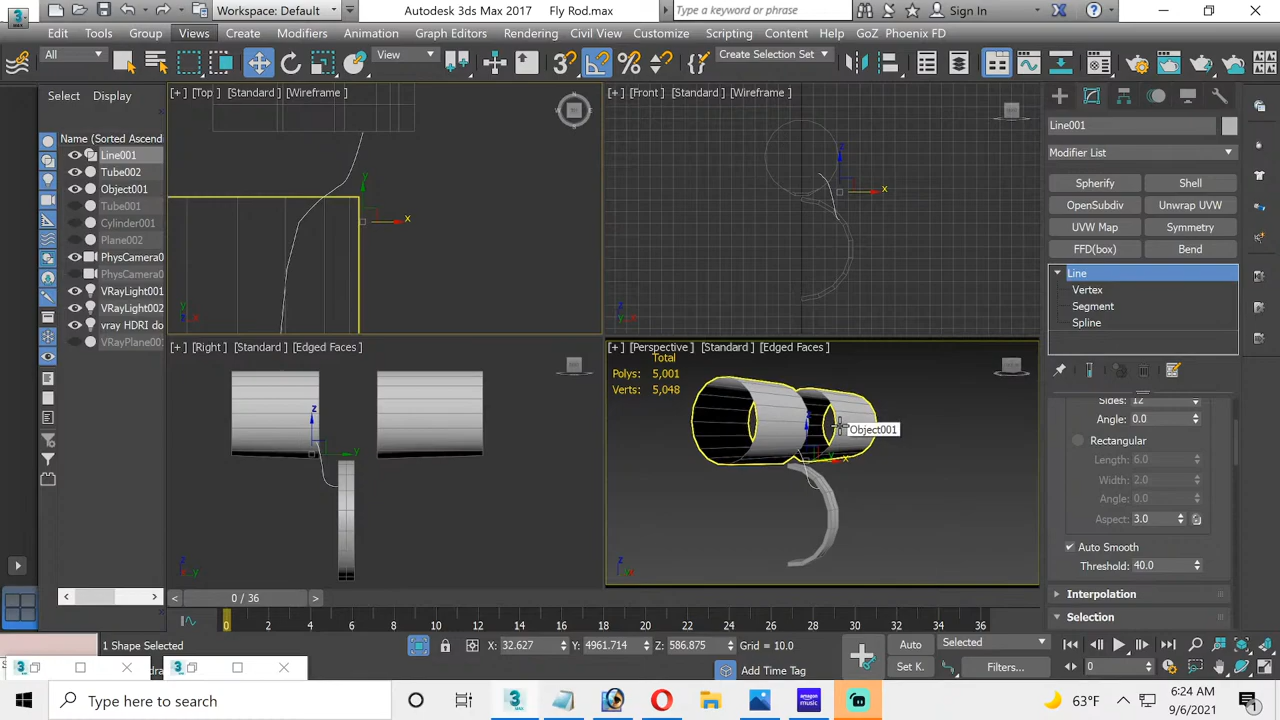 Workspace: Default
Autodesk 3ds Max 2017
Fly Rod.max
Type a keyword or phrase
Sign In
Edit Tools Group Views Create Modifiers Animation Graph Editors Rendering Civil View Customize Scripting Content Help GoZ Phoenix FD
All
View
Create Selection Set
Select Display
Name (Sorted Ascend
Line001
Tube002
Object001
Tube001
Cylinder001
Plane002
PhysCamera0
PhysCamera0
VRayLight001
VRayLight002
vray HDRI do
VRayPlane00
[+] [Top] [Standard] [Wireframe]
[+] [Front] [Standard] [Wireframe]
[+] [Right] [Standard] [Edged Faces]
[+] [Perspective] [Standard] [Edged Faces]
Total
Polys: 5,001
Verts: 5,048
Object001
Line001
Modifier List
Spherify Shell
OpenSubdiv Unwrap UVW
UVW Map Symmetry
FFD(box) Bend
Line
Vertex
Segment
Spline
Sides: 12
Angle: 0.0
Rectangular
Length: 6.0
Width: 2.0
Angle: 0.0
Aspect: 3.0
Auto Smooth
Threshold: 40.0
Interpolation
Selection
0 / 36
0 2 4 6 8 10 12 14 16 18 20 22 24 26 28 30 32 34 36
1 Shape Selected
X: 32.627 Y: 4961.714 Z: 586.875 Grid = 10.0
Add Time Tag
Auto Selected
Set K. Filters...
0
Type here to search
amazon music
63°F
6:24 AM
9/6/2021